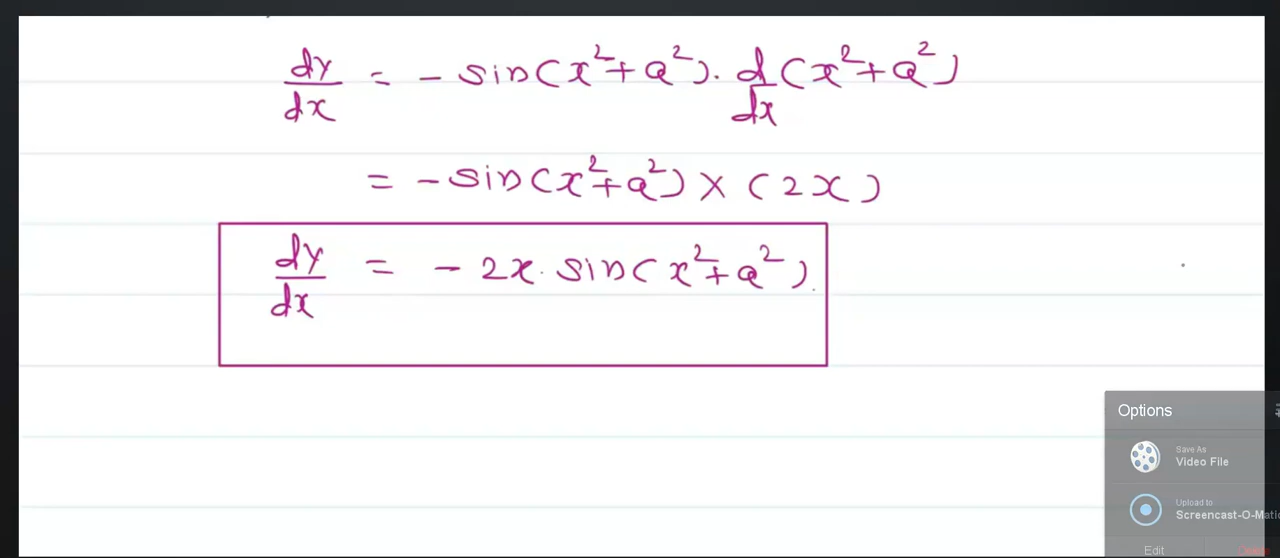 dy/dx = - sin(x²+a²). d/dx (x²+a²)
= - sin(x²+a²) × (2x)
dy/dx = - 2x. sin(x²+a²).
Options
Save As
Video File
Upload to
Screencast-O-Mati
Edit